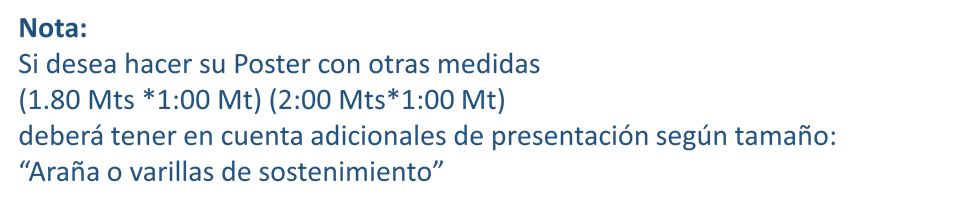 Nota:
Si desea hacer su Poster con otras medidas
(1.80 Mts *1:00 Mt) (2:00 Mts*1:00 Mt)
deberá tener en cuenta adicionales de presentación según tamaño:
“Araña o varillas de sostenimiento”